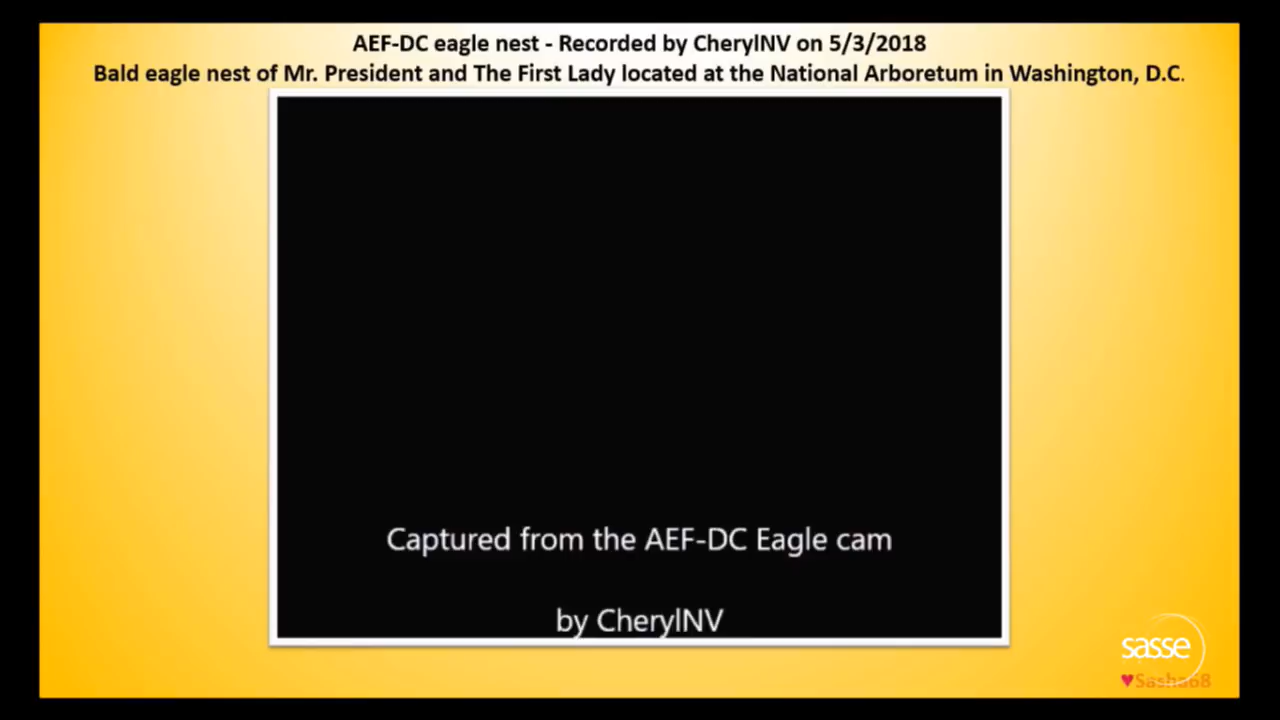 AEF-DC eagle nest - Recorded by CherylNV on 5/3/2018
Bald eagle nest of Mr. President and The First Lady located at the National Arboretum in Washington, D.C.
Captured from the AEF-DC Eagle cam
by CherylNV
sasse
♥Sasha68